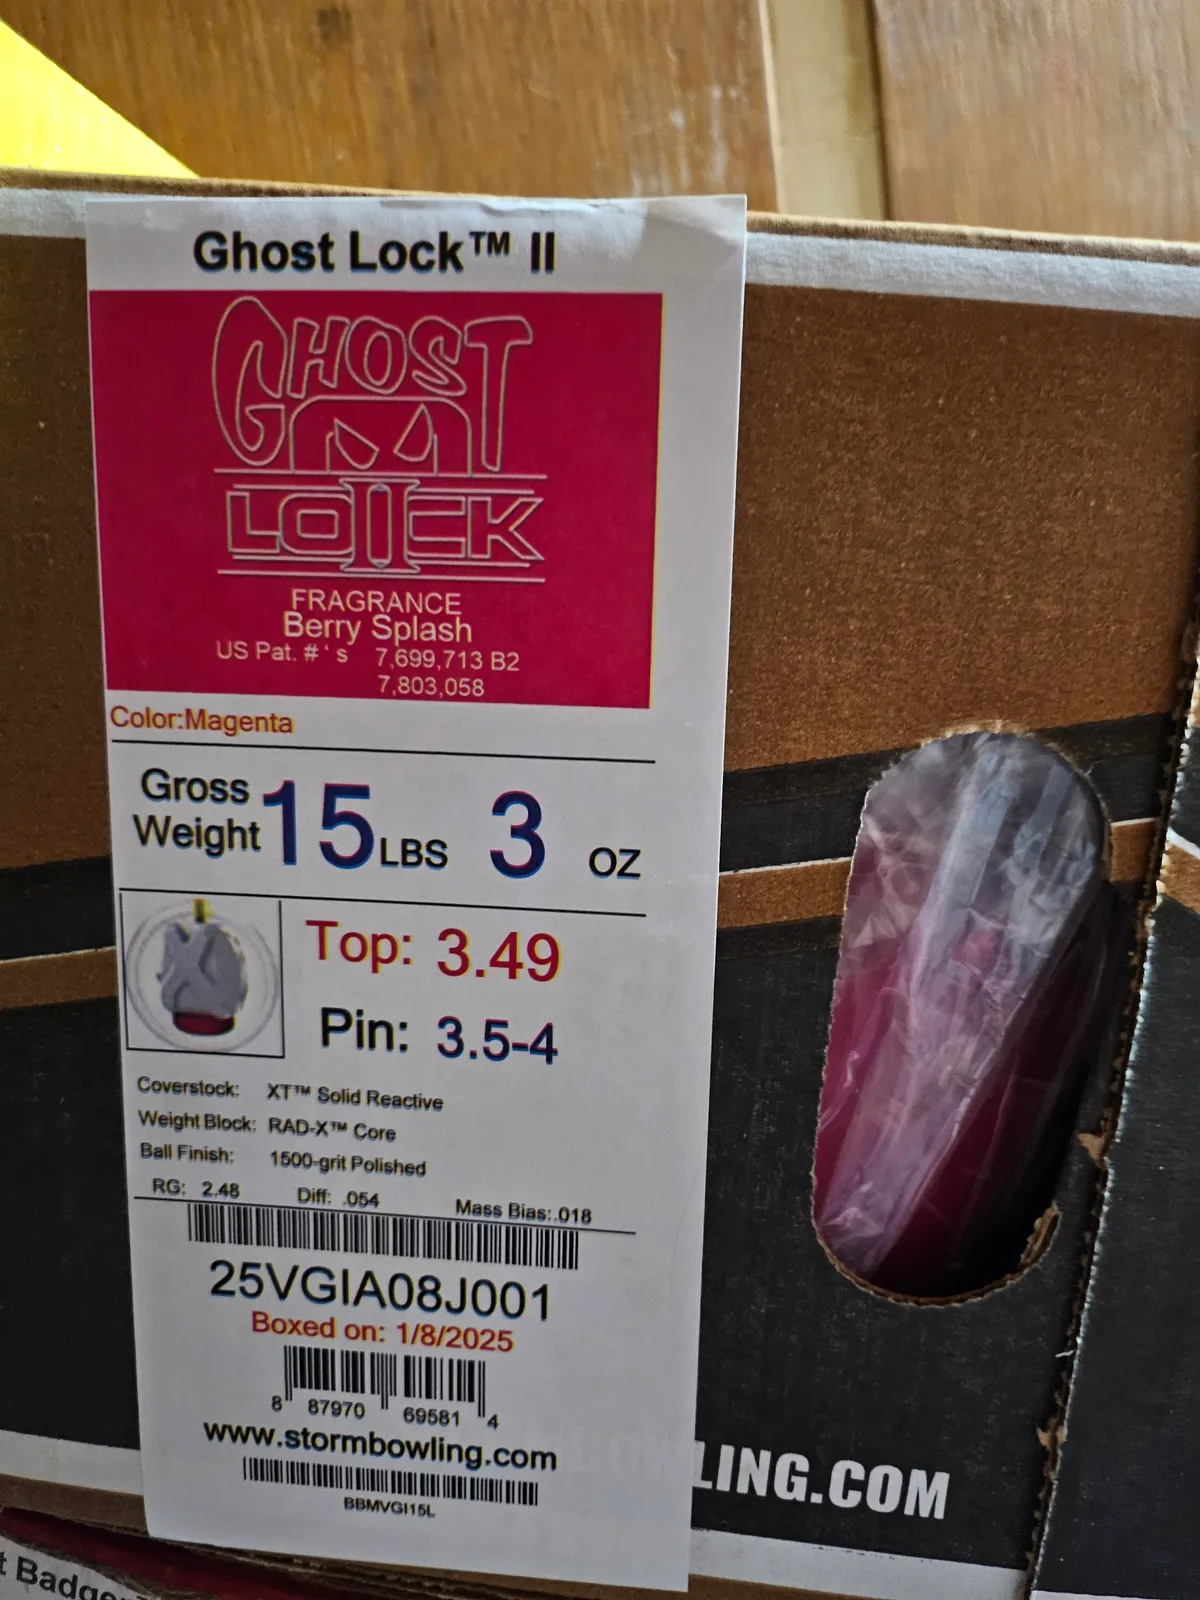 Ghost Lock™ II
GHOST
LOIICK
FRAGRANCE
Berry Splash
US Pat. #'s 7,699,713 B2
7,803,058
Color:Magenta
Gross Weight 15 LBS 3 OZ
Top: 3.49
Pin: 3.5-4
Coverstock: XT™ Solid Reactive
Weight Block: RAD-X™ Core
Ball Finish: 1500-grit Polished
RG: 2.48 Diff: .054 Mass Bias:.018
25VGIA08J001
Boxed on: 1/8/2025
8 87970 69581 4
www.stormbowling.com
BBMVGI15L
LING.COM
t Badge